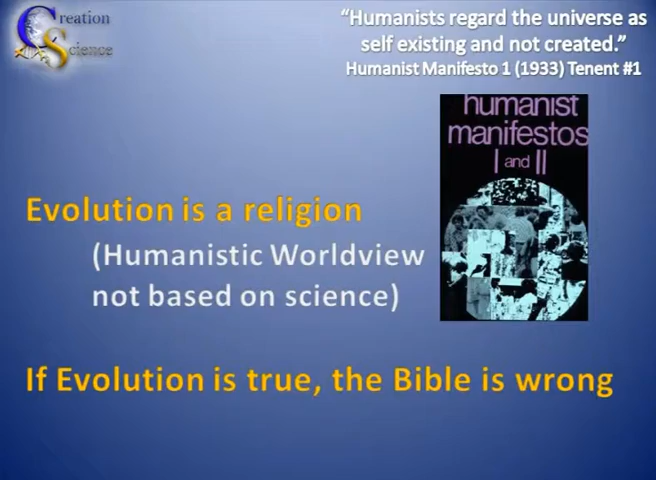 Creation
Science
“Humanists regard the universe as
self existing and not created.”
Humanist Manifesto 1 (1933) Tenent #1
humanist
manifestos
I and II
Evolution is a religion
(Humanistic Worldview
not based on science)
If Evolution is true, the Bible is wrong